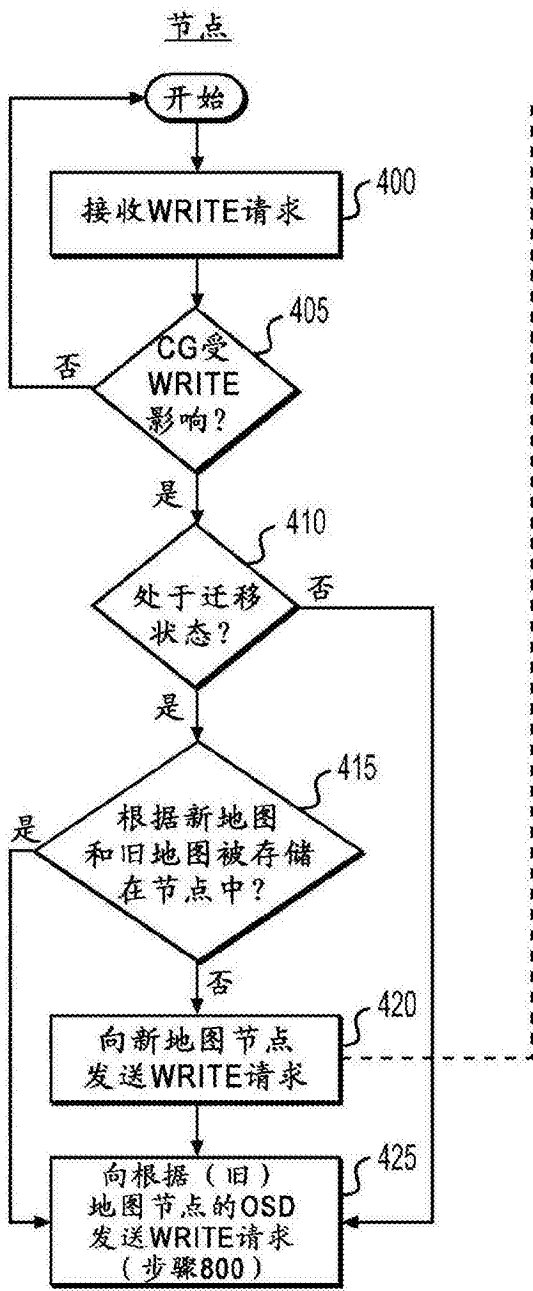 节点
开始
接收WRITE请求
400
405
CG受
WRITE
影响?
否
是
410
处于迁移
状态?
否
是
415
根据新地图
和旧地图被存储
在节点中?
是
否
420
向新地图节点
发送WRITE请求
425
向根据(旧)
地图节点的OSD
发送WRITE请求
(步骤800)